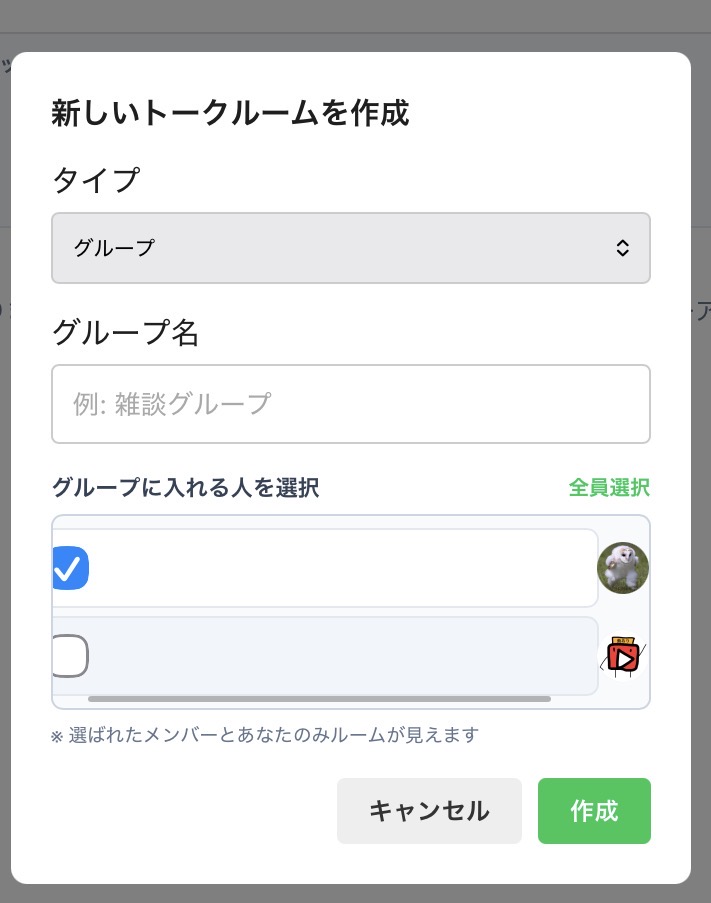 新しいトークルームを作成
タイプ
グループ
グループ名
例: 雑談グループ
グループに入れる人を選択
全員選択
※ 選ばれたメンバーとあなたのみルームが見えます
キャンセル
作成